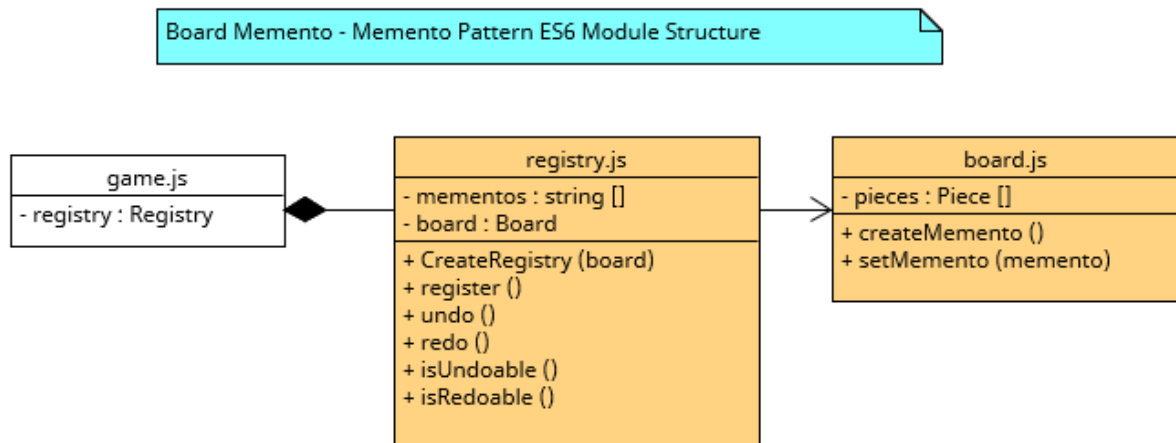 Board Memento - Memento Pattern ES6 Module Structure
game.js
- registry : Registry
registry.js
- mementos : string []
- board : Board
+ CreateRegistry (board)
+ register ()
+ undo ()
+ redo ()
+ isUndoable ()
+ isRedoable ()
board.js
- pieces : Piece []
+ createMemento ()
+ setMemento (memento)